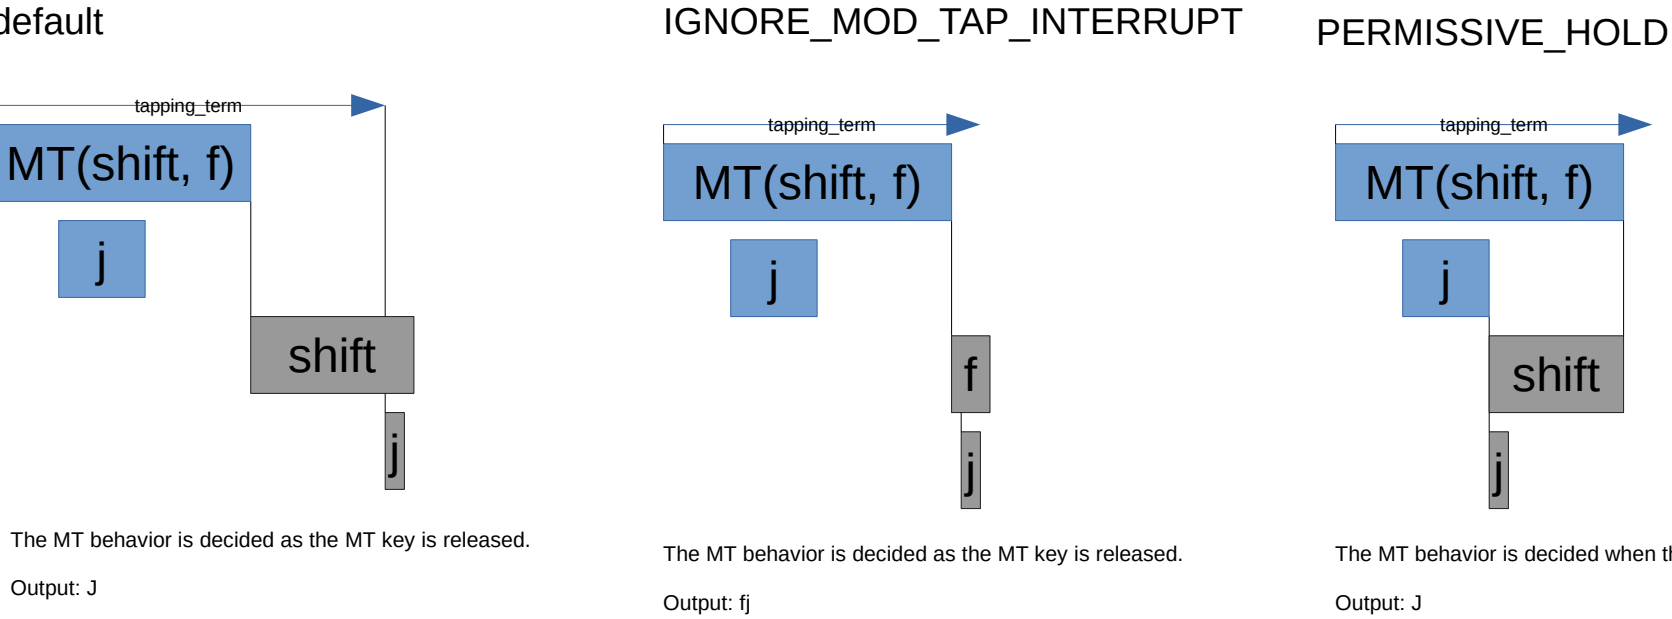 default
tapping_term
MT(shift, f)
j
shift
j
The MT behavior is decided as the MT key is released.
Output: J
IGNORE_MOD_TAP_INTERRUPT
tapping_term
MT(shift, f)
j
f
j
The MT behavior is decided as the MT key is released.
Output: fj
PERMISSIVE_HOLD
tapping_term
MT(shift, f)
j
shift
j
The MT behavior is decided when
Output: J